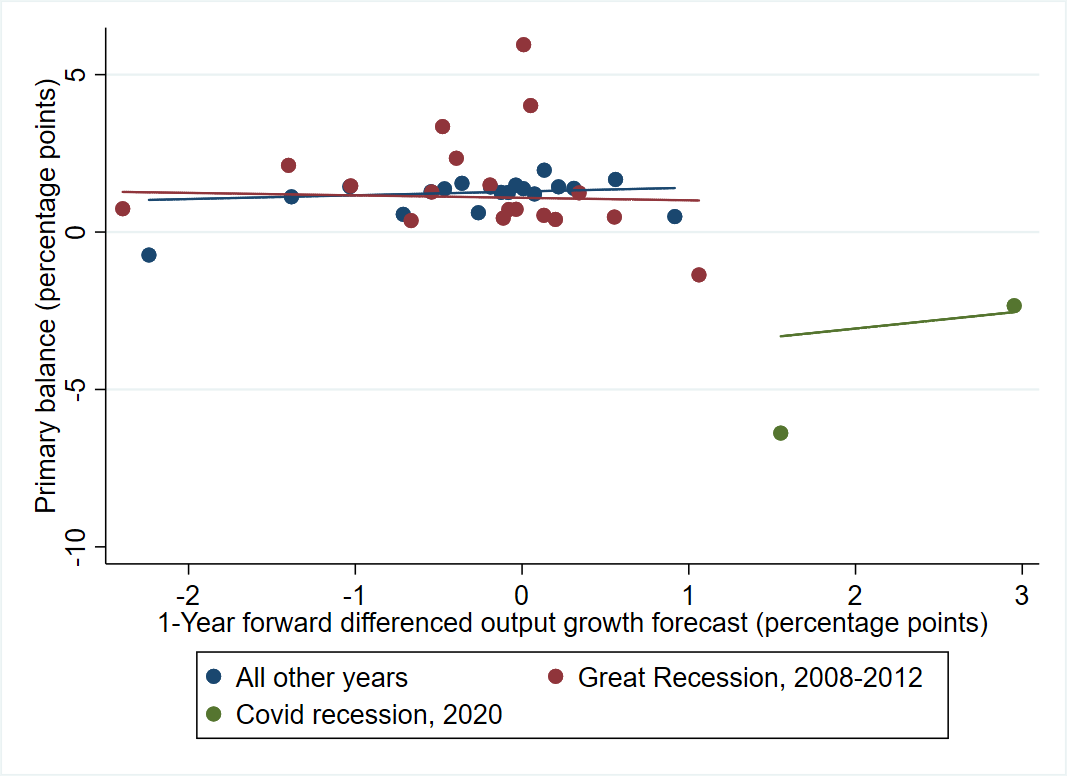 Primary balance (percentage points)
5
0
-5
-10
-2 -1 0 1 2 3
1-Year forward differenced output growth forecast (percentage points)
All other years
Great Recession, 2008-2012
Covid recession, 2020